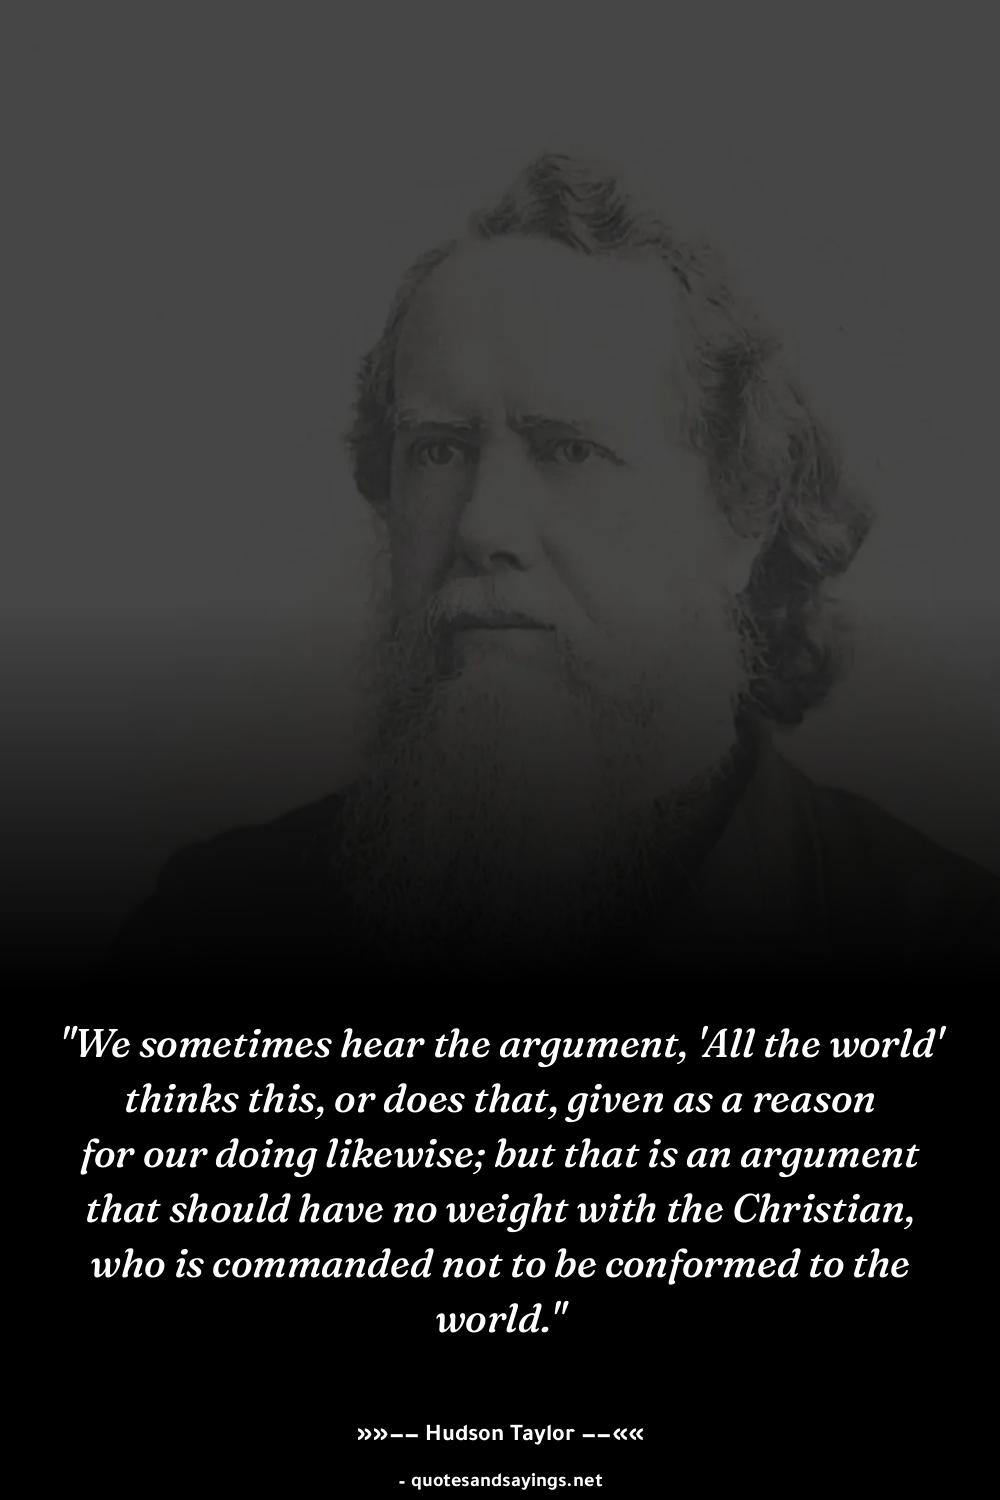 "We sometimes hear the argument, 'All the world'
thinks this, or does that, given as a reason
for our doing likewise; but that is an argument
that should have no weight with the Christian,
who is commanded not to be conformed to the
world."
»»−− Hudson Taylor −−««
- quotesandsayings.net